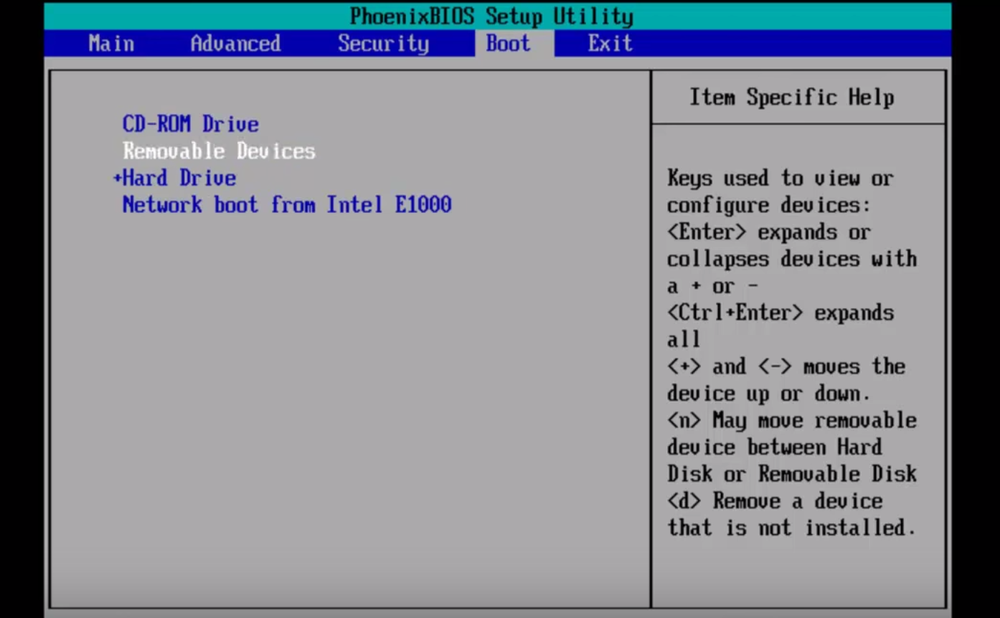 PhoenixBIOS Setup Utility
Main Advanced Security Boot Exit
CD-ROM Drive
Removable Devices
+Hard Drive
Network boot from Intel E1000
Item Specific Help
Keys used to view or
configure devices:
<Enter> expands or
collapses devices with
a + or -
<Ctrl+Enter> expands
all
<+> and <-> moves the
device up or down.
<n> May move removable
device between Hard
Disk or Removable Disk
<d> Remove a device
that is not installed.